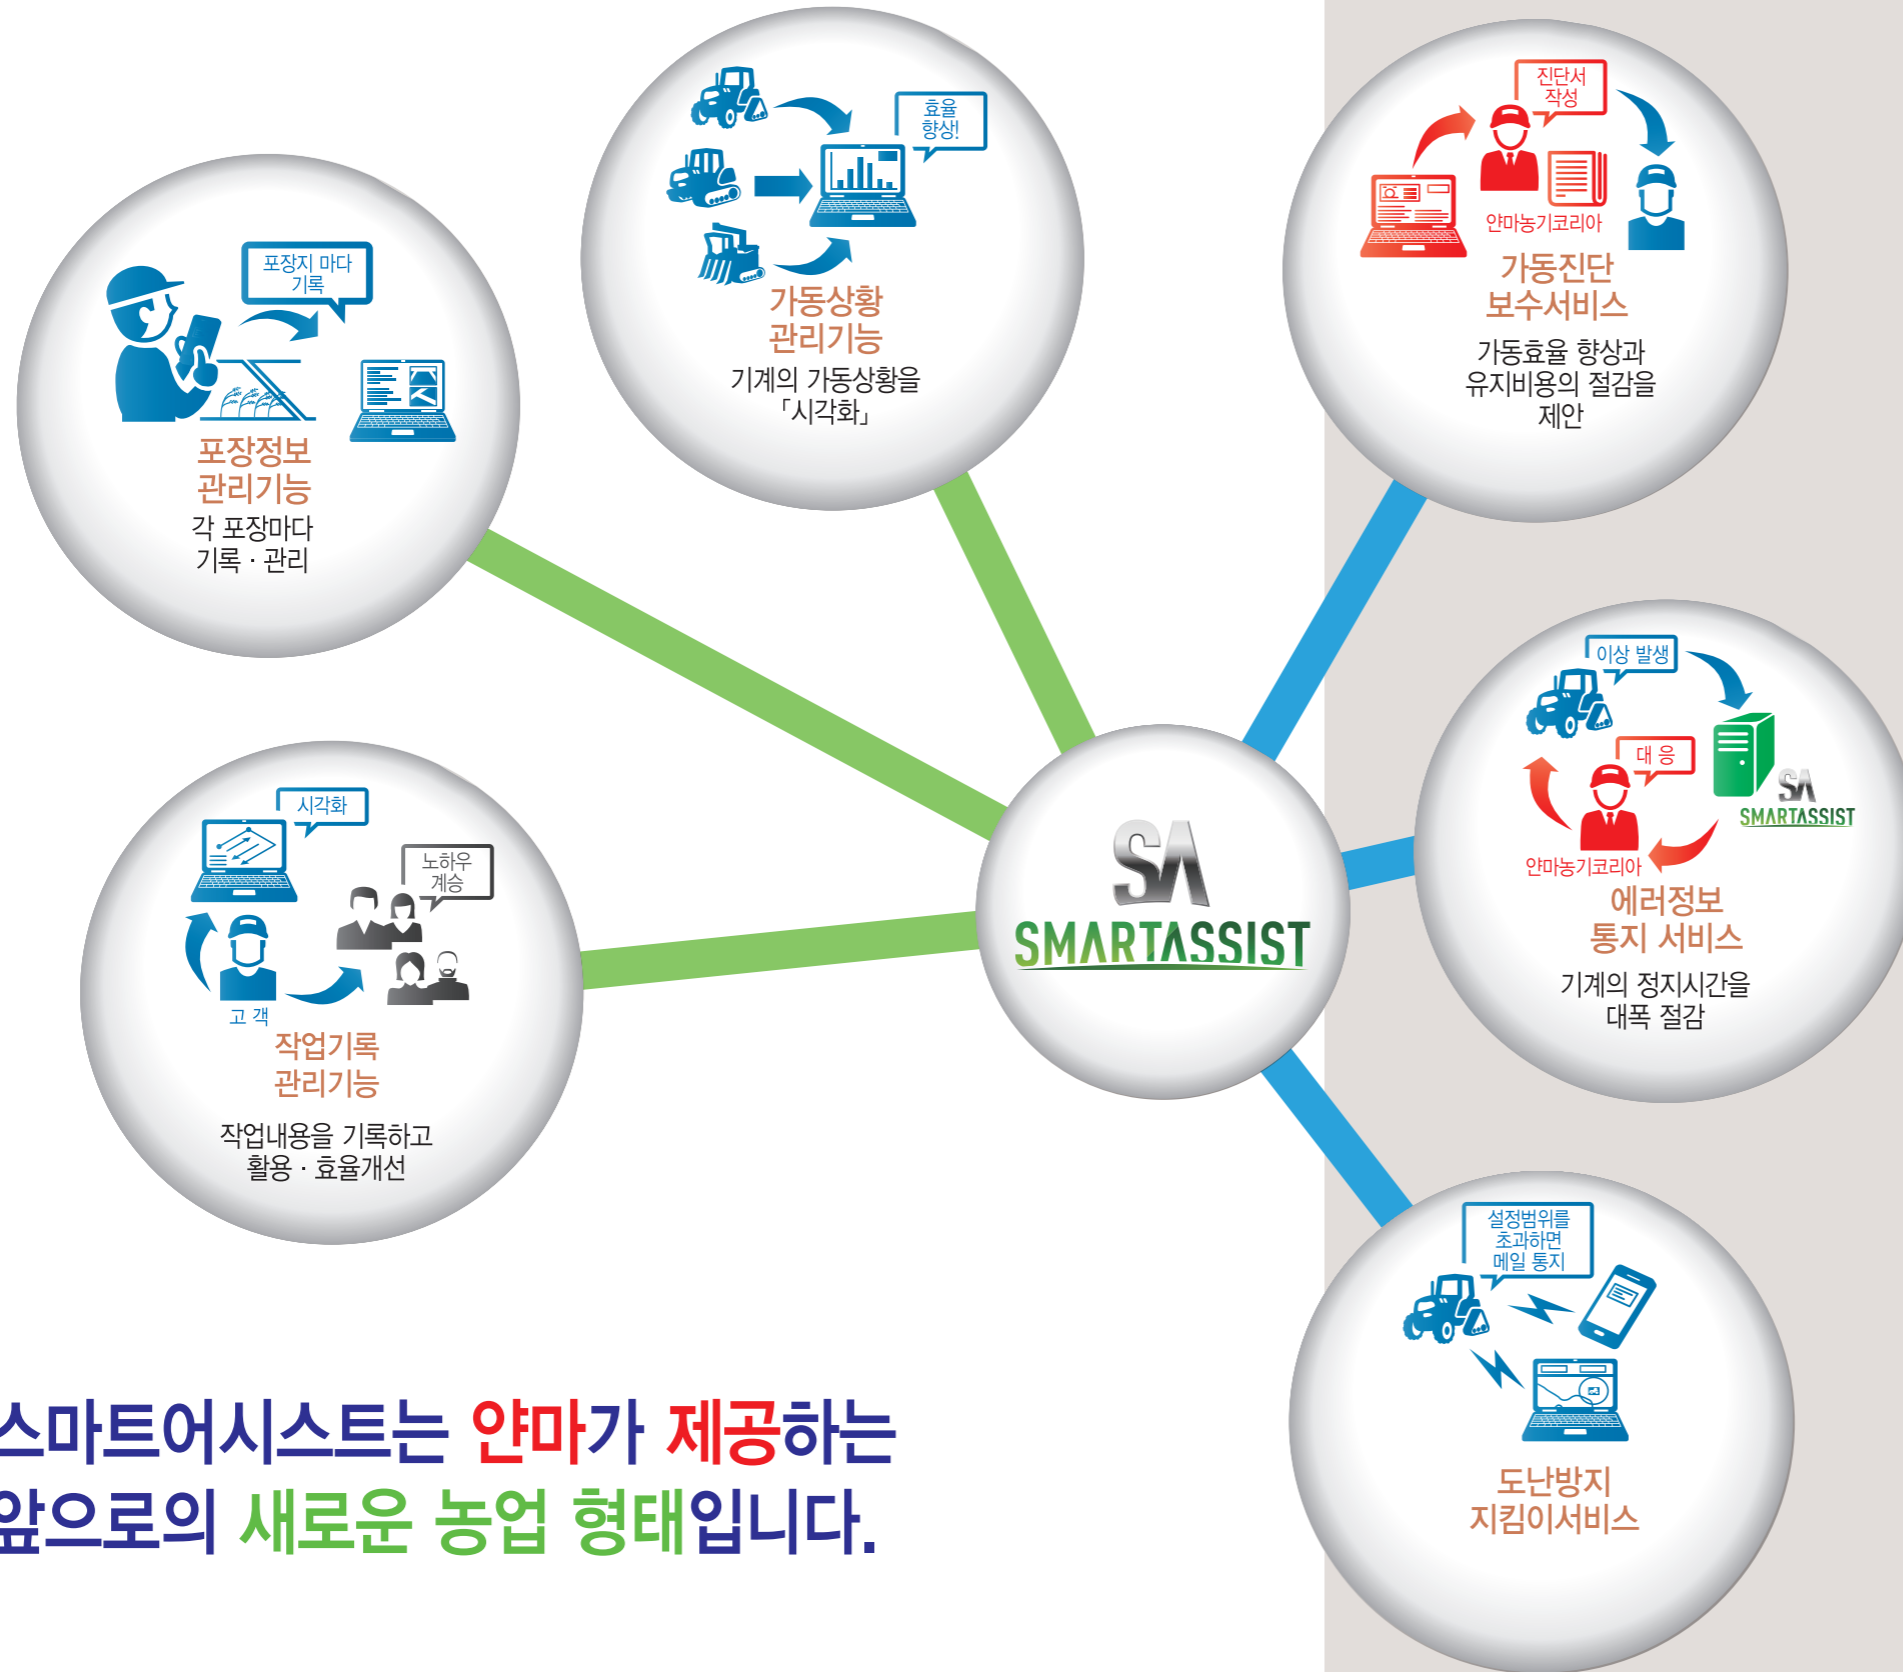 포장지 마다
기록
포장정보
관리기능
각 포장마다
기록 · 관리
효율
향상!
가동상황
관리기능
기계의 가동상황을
「시각화」
진단서
작성
얀마농기코리아
가동진단
보수서비스
가동효율 향상과
유지비용의 절감을
제안
시각화
노하우
계승
고 객
작업기록
관리기능
작업내용을 기록하고
활용 · 효율개선
SA
SMARTASSIST
이상 발생
대 응
SA
SMARTASSIST
얀마농기코리아
에러정보
통지 서비스
기계의 정지시간을
대폭 절감
설정범위를
초과하면
메일 통지
도난방지
지킴이서비스
스마트어시스트는 얀마가 제공하는
앞으로의 새로운 농업 형태입니다.